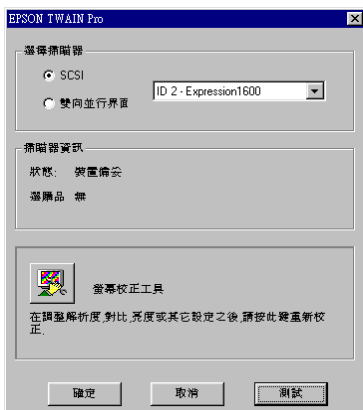 EPSON TWAIN Pro
選擇掃瞄器
SCSI
ID 2 - Expression1600
雙向並行界面
掃瞄器資訊
狀態: 裝置備妥
選購品 無
螢幕校正工具
在調整解析度,對比,亮度或其它設定之後,請按此鍵重新校
正.
確定
取消
測試